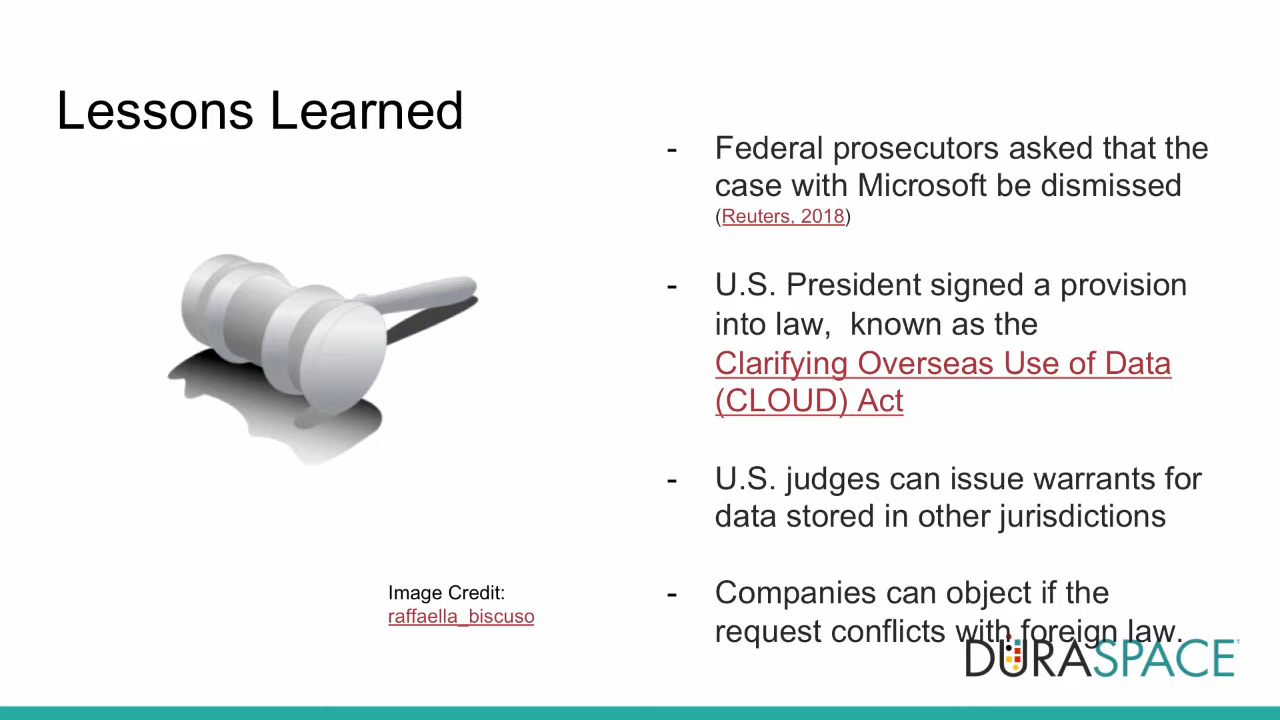 Lessons Learned
- Federal prosecutors asked that the
case with Microsoft be dismissed
(Reuters, 2018)
- U.S. President signed a provision
into law,  known as the
Clarifying Overseas Use of Data
(CLOUD) Act
- U.S. judges can issue warrants for
data stored in other jurisdictions
- Companies can object if the
request conflicts with foreign law.
Image Credit:
raffaella_biscuso
DURASPACE